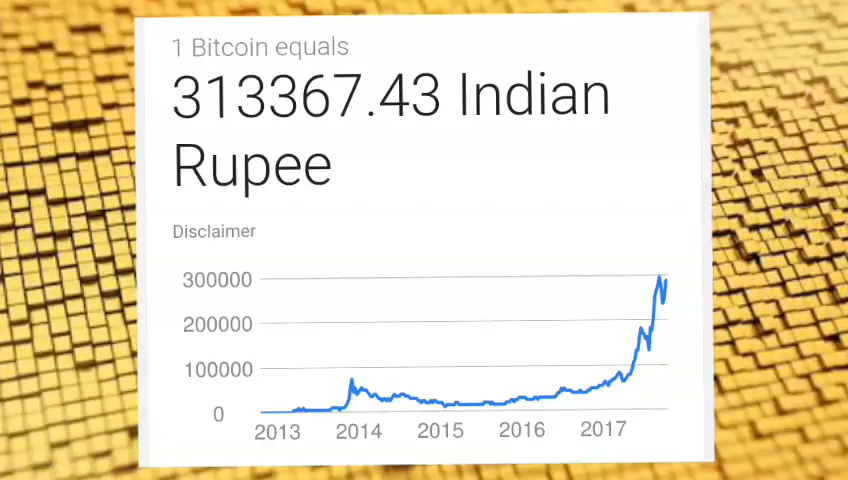 1 Bitcoin equals
313367.43 Indian
Rupee
Disclaimer
300000
200000
100000
0
2013 2014 2015 2016 2017